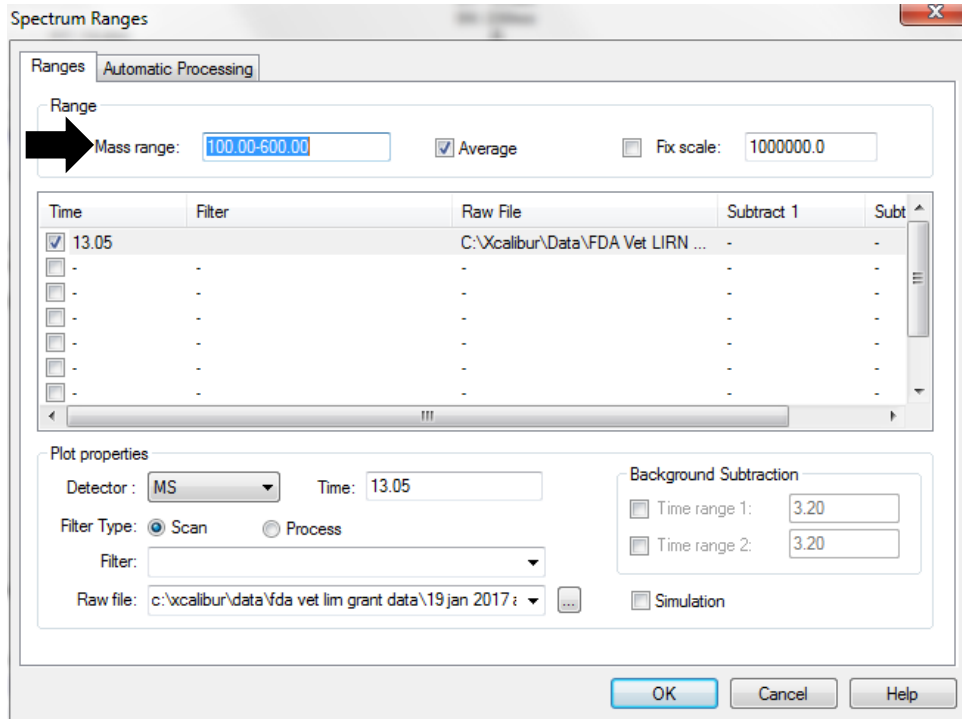 Spectrum Ranges
Ranges Automatic Processing
Range
Mass range: 100.00-600.00 Average Fix scale: 1000000.0
Time Filter Raw File Subtract 1 Subt
13.05 C:\Xcalibur\Data\FDA Vet LIRN ... - -
- - - - -
- - - - -
- - - - -
- - - - -
- - - - -
- - - - -
Plot properties
Detector : MS Time: 13.05
Filter Type: Scan Process
Filter:
Raw file: c:\xcalibur\data\fda vet lirn grant data\19 jan 2017 ...
Background Subtraction
Time range 1: 3.20
Time range 2: 3.20
Simulation
OK Cancel Help